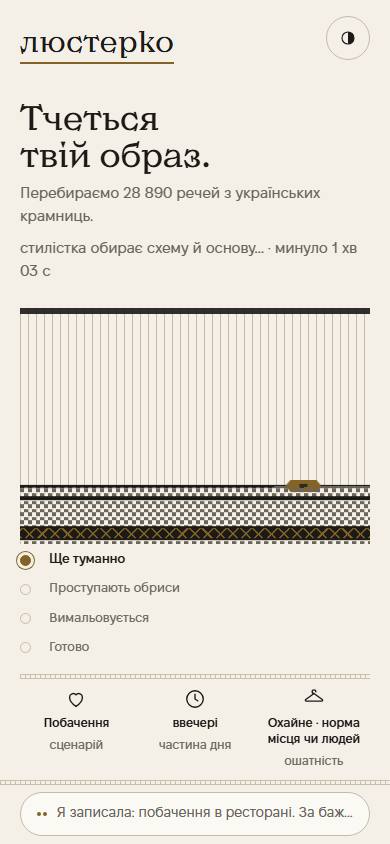 люстерко
Тчеться
твій образ.
Перебираємо 28 890 речей з українських
крамниць.
стилістка обирає схему й основу... · минуло 1 хв
03 с
Ще туманно
Проступають обриси
Вимальовується
Готово
Побачення
сценарій
ввечері
частина дня
Охайне · норма
місця чи людей
ошатність
Я записала: побачення в ресторані. За баж...